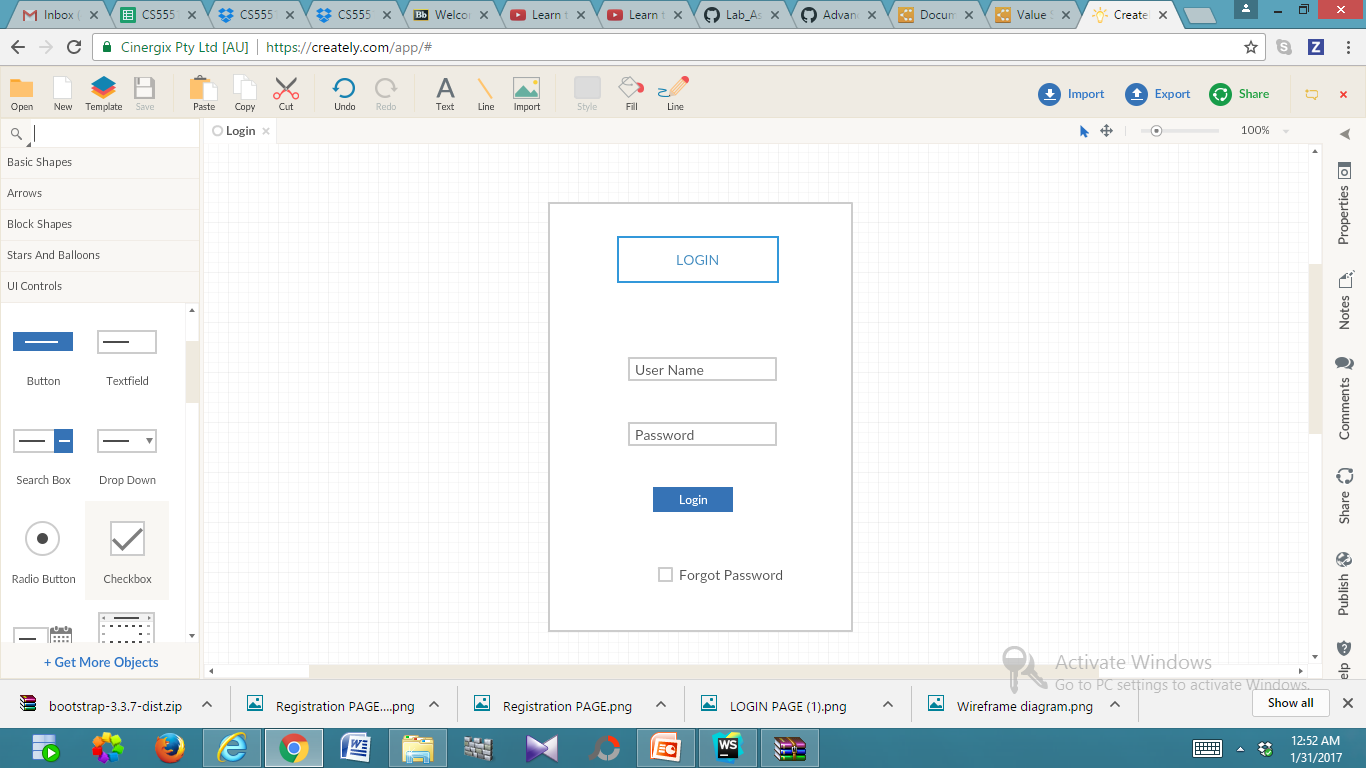 Inbox (
CS555
CS555
CS555
Welcon
Learn t
Learn t
Lab_As
Advan
Docum
Value S
Createl
Cinergix Pty Ltd [AU]
https://creately.com/app/#
Open
New
Template
Save
Paste
Copy
Cut
Undo
Redo
Text
Line
Import
Style
Fill
Line
Import
Export
Share
Login
100%
Basic Shapes
Arrows
Block Shapes
Stars And Balloons
UI Controls
Button
Textfield
Search Box
Drop Down
Radio Button
Checkbox
+ Get More Objects
LOGIN
User Name
Password
Login
Forgot Password
Properties
Notes
Comments
Share
Publish
elp
Activate Windows
Go to PC settings to activate Windows.
bootstrap-3.3.7-dist.zip
Registration PAGE....png
Registration PAGE.png
LOGIN PAGE (1).png
Wireframe diagram.png
Show all
12:52 AM
1/31/2017